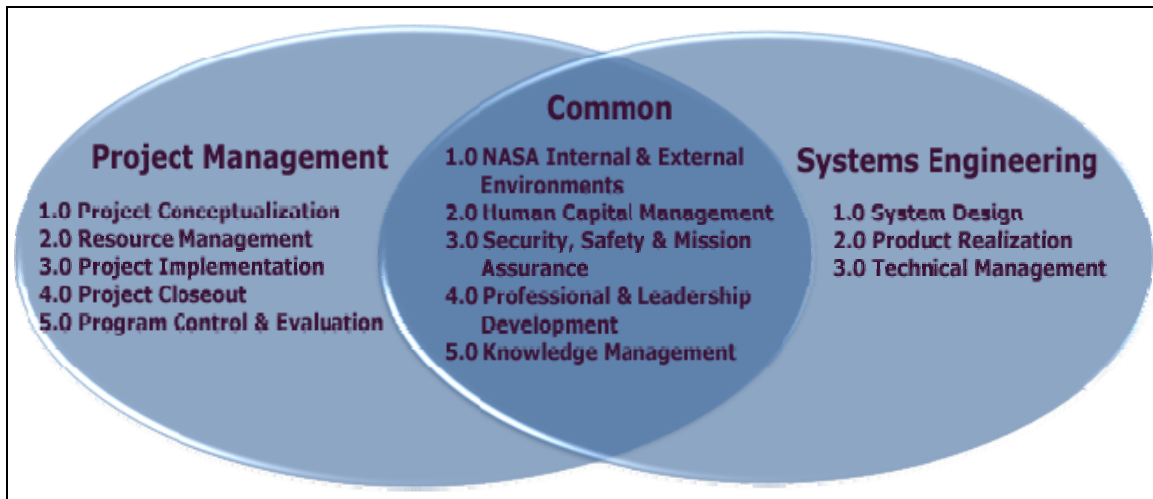 Project Management
1.0 Project Conceptualization
2.0 Resource Management
3.0 Project Implementation
4.0 Project Closeout
5.0 Program Control & Evaluation
Common
1.0 NASA Internal & External
Environments
2.0 Human Capital Management
3.0 Security, Safety & Mission
Assurance
4.0 Professional & Leadership
Development
5.0 Knowledge Management
Systems Engineering
1.0 System Design
2.0 Product Realization
3.0 Technical Management